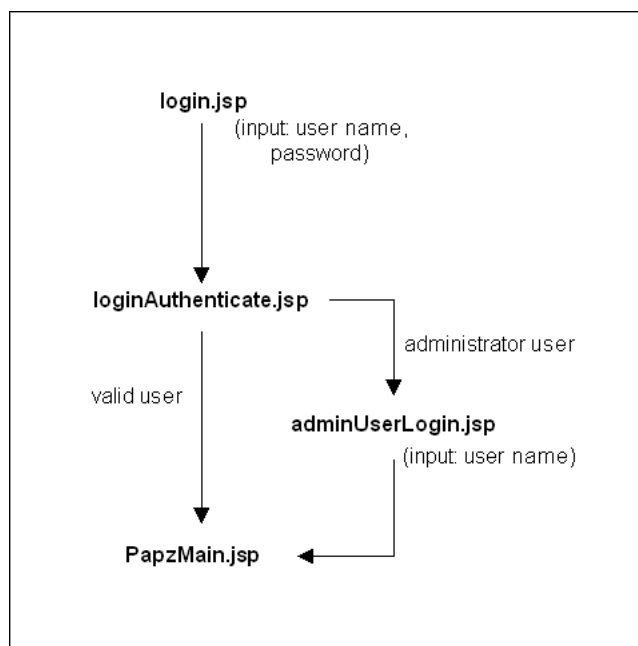 login.jsp
(input: user name,
password)
loginAuthenticate.jsp
administrator user
valid user
adminUserLogin.jsp
(input: user name)
PapzMain.jsp